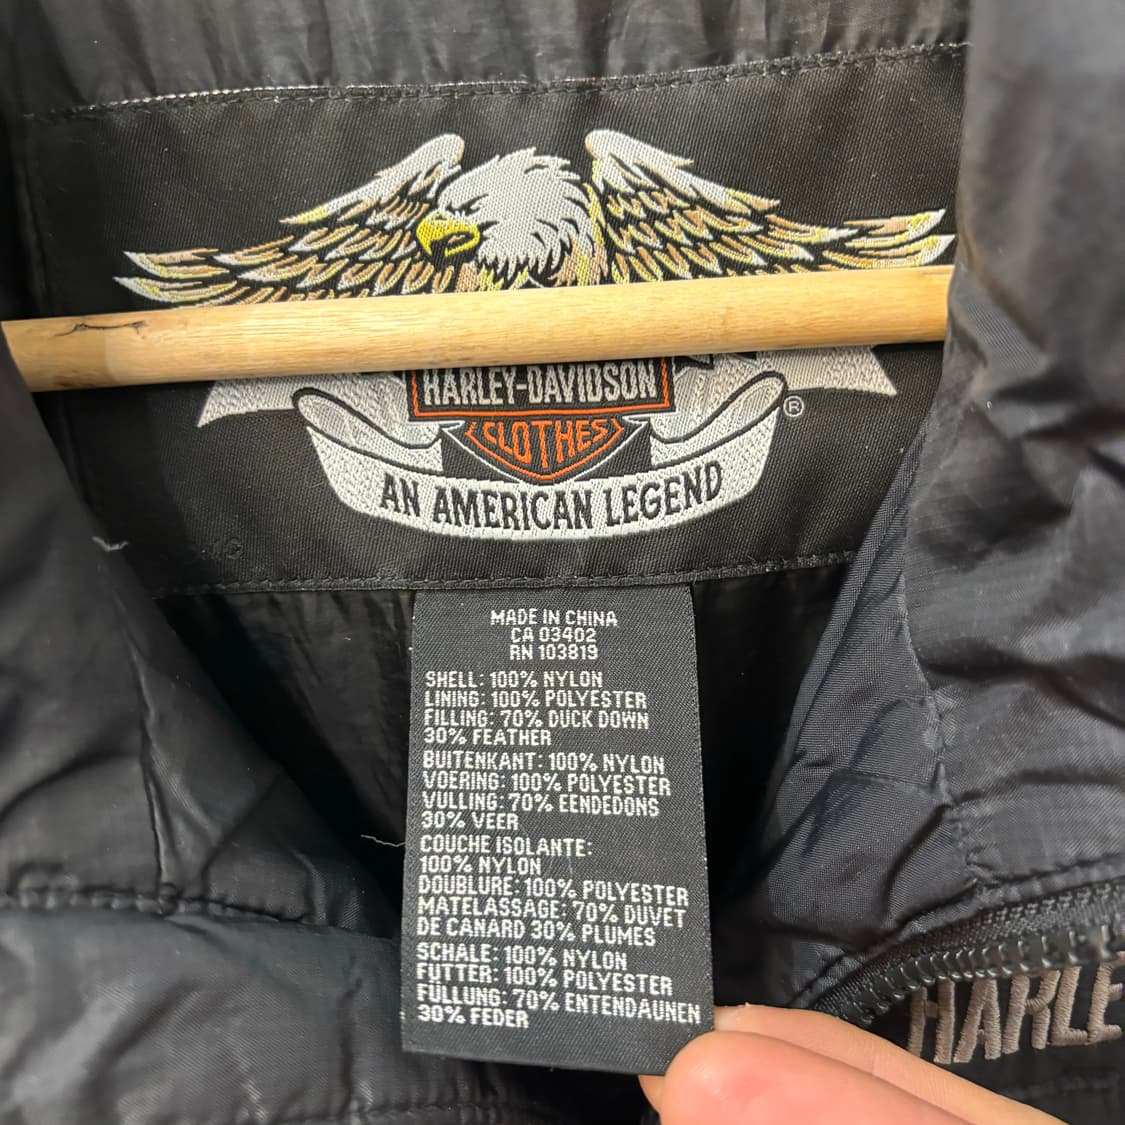 HARLEY-DAVIDSON
CLOTHES
®
AN AMERICAN LEGEND
MADE IN CHINA
CA 03402
RN 103819
SHELL: 100% NYLON
LINING: 100% POLYESTER
FILLING: 70% DUCK DOWN
30% FEATHER
BUITENKANT: 100% NYLON
VOERING: 100% POLYESTER
VULLING: 70% EENDEDONS
30% VEER
COUCHE ISOLANTE:
100% NYLON
DOUBLURE: 100% POLYESTER
MATELASSAGE: 70% DUVET
DE CANARD 30% PLUMES
SCHALE: 100% NYLON
FUTTER: 100% POLYESTER
FÜLLUNG: 70% ENTENDAUNEN
30% FEDER
HARLE